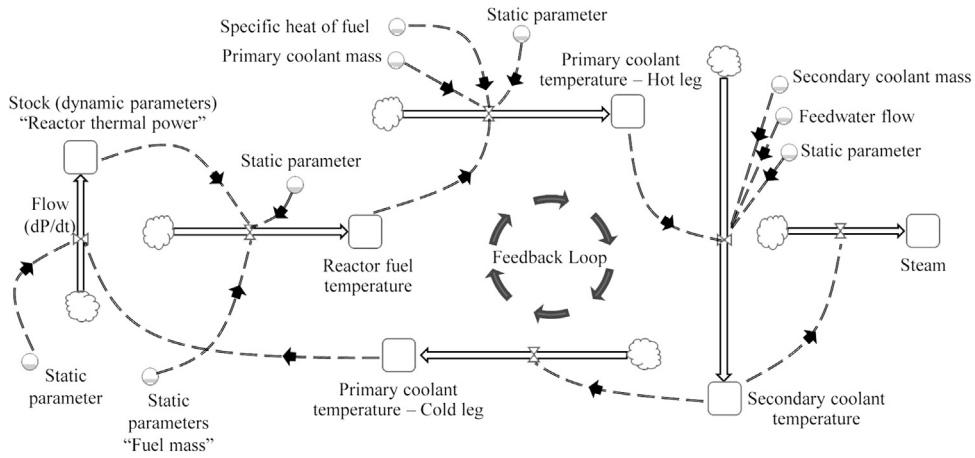 Specific heat of fuel
Static parameter
Primary coolant mass
Primary coolant
temperature – Hot leg
Secondary coolant mass
Feedwater flow
Static parameter
Stock (dynamic parameters)
“Reactor thermal power”
Static parameter
Flow
(dP/dt)
Reactor fuel
temperature
Feedback Loop
Steam
Static
parameter
Static
parameters
“Fuel mass”
Primary coolant
temperature – Cold leg
Secondary coolant
temperature